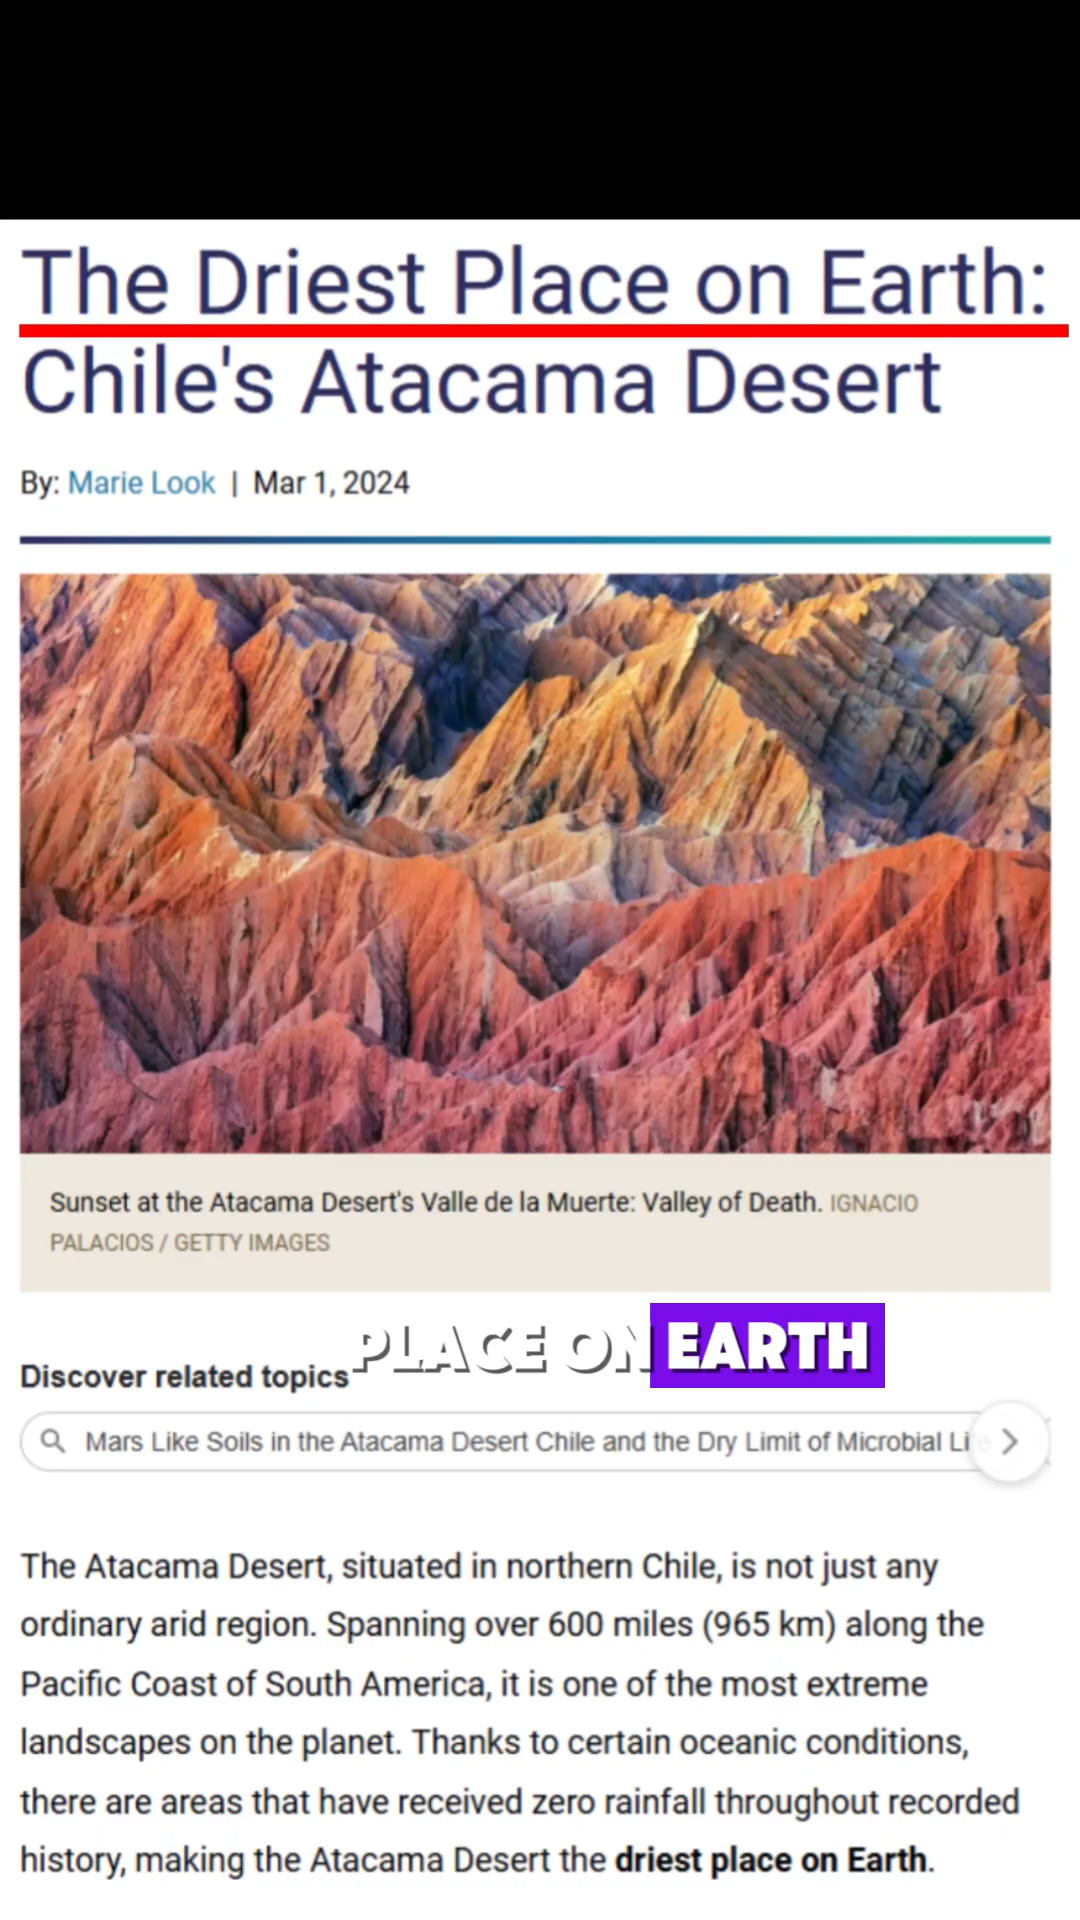 The Driest Place on Earth:
Chile's Atacama Desert
By: Marie Look | Mar 1, 2024
Sunset at the Atacama Desert's Valle de la Muerte: Valley of Death. IGNACIO
PALACIOS / GETTY IMAGES
PLACE ON EARTH
Discover related topics
Mars Like Soils in the Atacama Desert Chile and the Dry Limit of Microbial Life
The Atacama Desert, situated in northern Chile, is not just any
ordinary arid region. Spanning over 600 miles (965 km) along the
Pacific Coast of South America, it is one of the most extreme
landscapes on the planet. Thanks to certain oceanic conditions,
there are areas that have received zero rainfall throughout recorded
history, making the Atacama Desert the driest place on Earth.